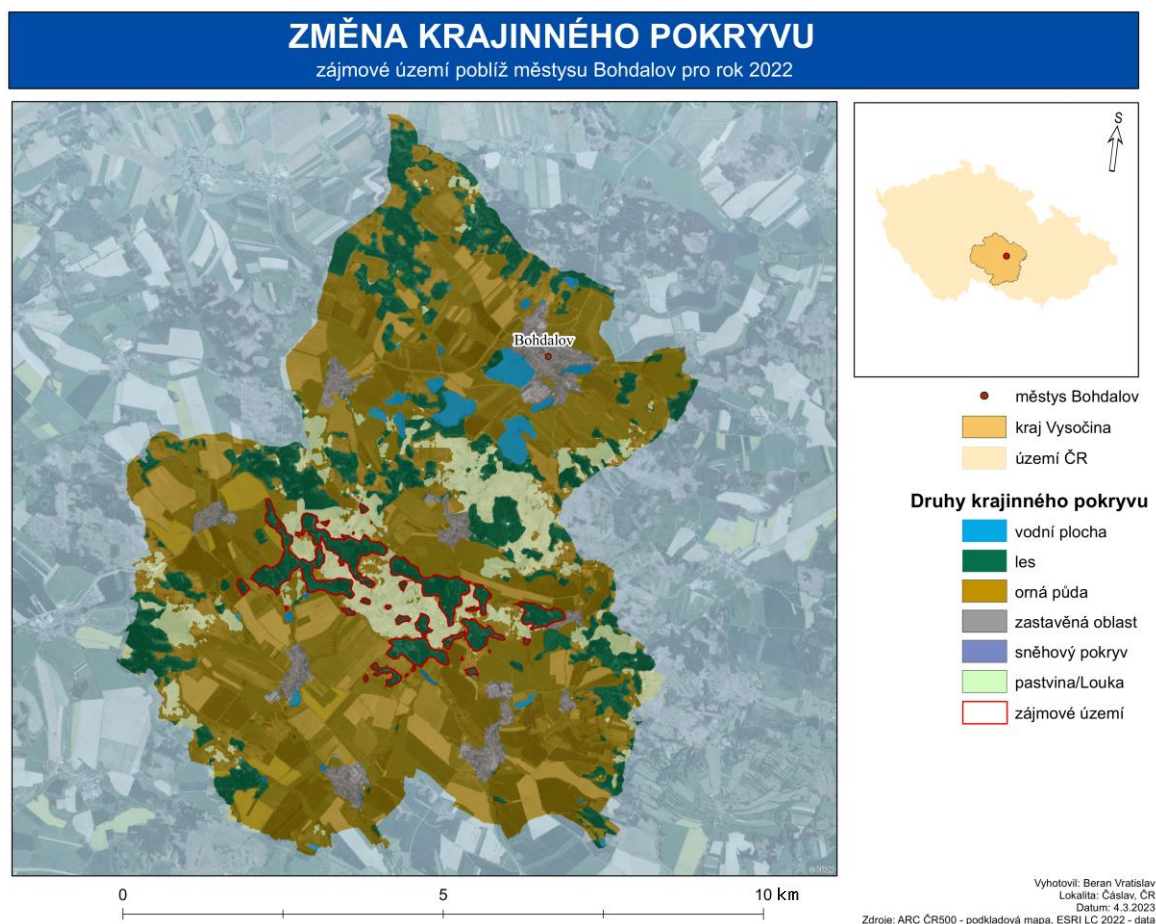 ZMĚNA KRAJINNÉHO POKRYVU
zájmové území poblíž městysu Bohdalov pro rok 2022
Bohdalov
S
městys Bohdalov
kraj Vysočina
území ČR
Druhy krajinného pokryvu
vodní plocha
les
orná půda
zastavěná oblast
sněhový pokryv
pastvina/Louka
zájmové území
0 5 10 km
Vyhotovil: Beran Vratislav
Lokalita: Čáslav, ČR
Datum: 4.3.2023
Zdroje: ARC ČR500 - podkladová mapa, ESRI LC 2022 - data